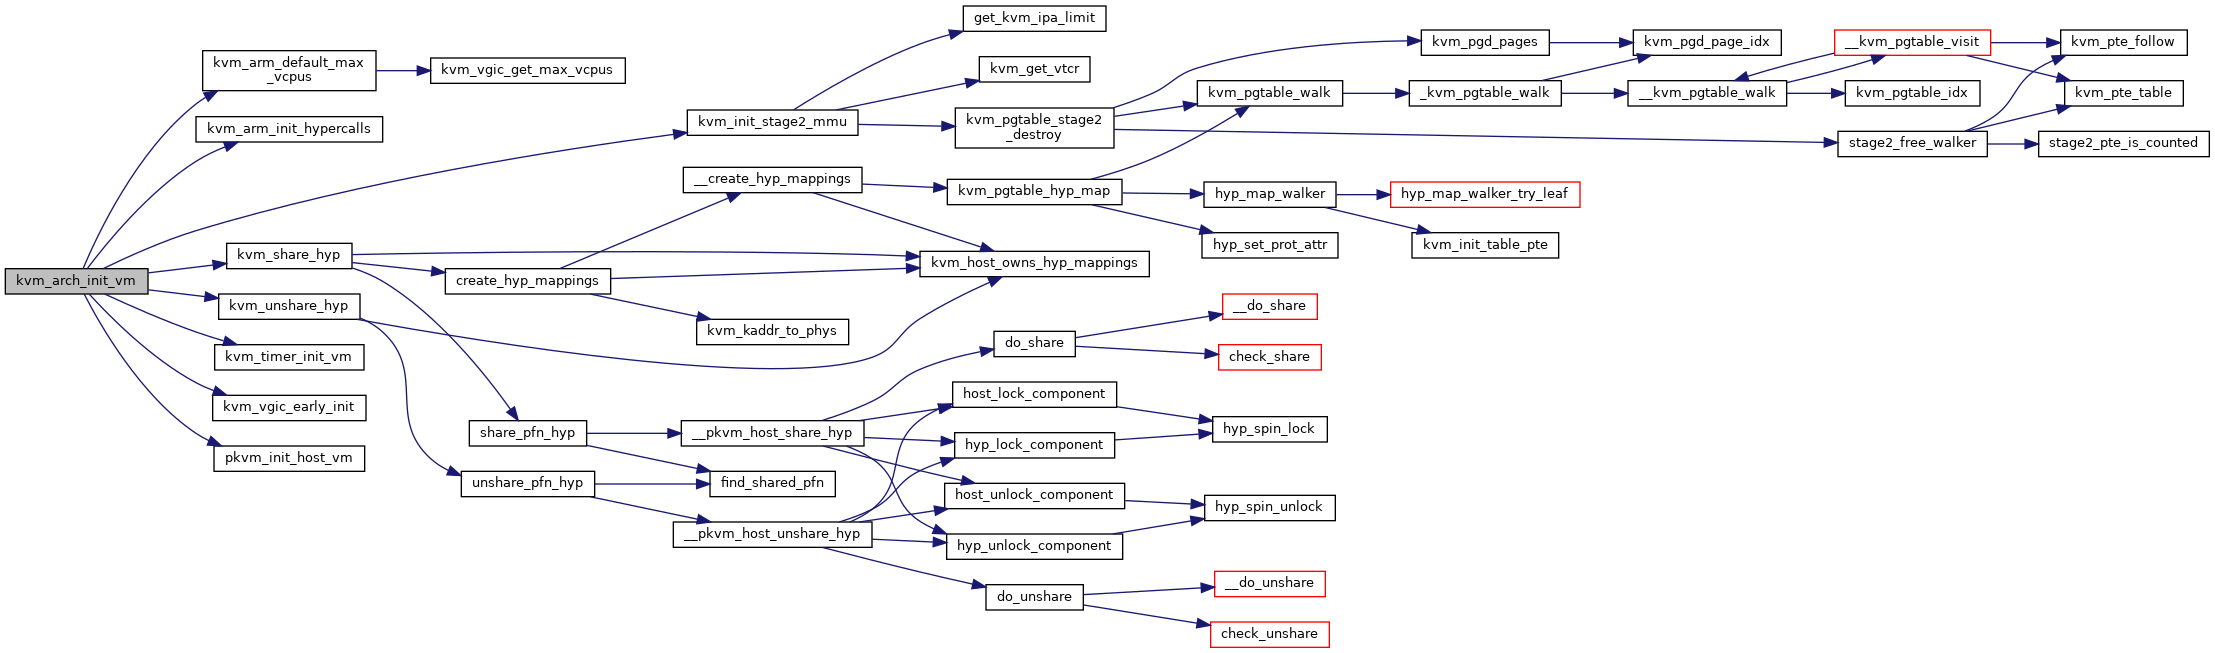 get_kvm_ipa_limit
kvm_pgd_pages
kvm_pgd_page_idx
__kvm_pgtable_visit
kvm_pte_follow
kvm_arm_default_max
_vcpus
kvm_vgic_get_max_vcpus
kvm_get_vtcr
kvm_pgtable_walk
_kvm_pgtable_walk
__kvm_pgtable_walk
kvm_pgtable_idx
kvm_pte_table
kvm_arm_init_hypercalls
kvm_init_stage2_mmu
kvm_pgtable_stage2
_destroy
stage2_free_walker
stage2_pte_is_counted
__create_hyp_mappings
kvm_pgtable_hyp_map
hyp_map_walker
hyp_map_walker_try_leaf
hyp_set_prot_attr
kvm_init_table_pte
kvm_share_hyp
kvm_host_owns_hyp_mappings
kvm_arch_init_vm
create_hyp_mappings
kvm_unshare_hyp
__do_share
kvm_kaddr_to_phys
do_share
kvm_timer_init_vm
check_share
host_lock_component
kvm_vgic_early_init
share_pfn_hyp
__pkvm_host_share_hyp
hyp_lock_component
hyp_spin_lock
pkvm_init_host_vm
unshare_pfn_hyp
find_shared_pfn
host_unlock_component
hyp_spin_unlock
__pkvm_host_unshare_hyp
hyp_unlock_component
__do_unshare
do_unshare
check_unshare